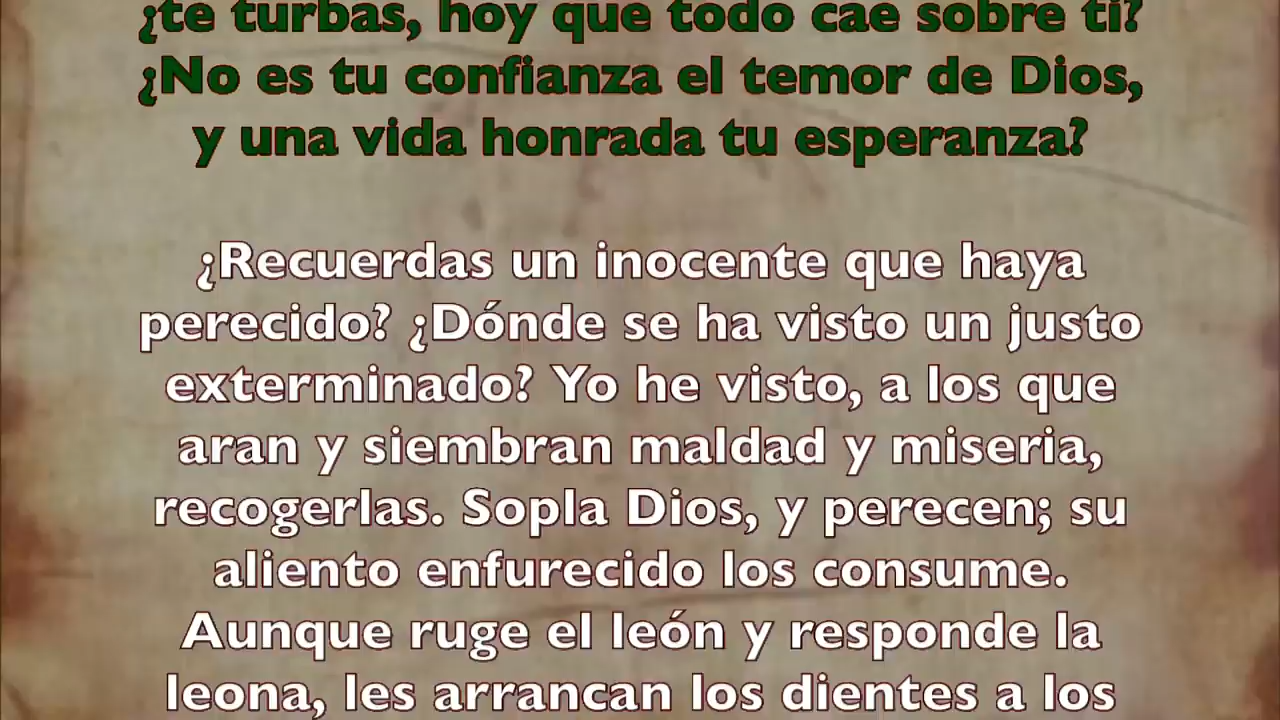 ¿te turbas, hoy que todo cae sobre ti?
¿No es tu confianza el temor de Dios,
y una vida honrada tu esperanza?
¿Recuerdas un inocente que haya
perecido? ¿Dónde se ha visto un justo
exterminado? Yo he visto, a los que
aran y siembran maldad y miseria,
recogerlas. Sopla Dios, y perecen; su
aliento enfurecido los consume.
Aunque ruge el león y responde la
leona, les arrancan los dientes a los